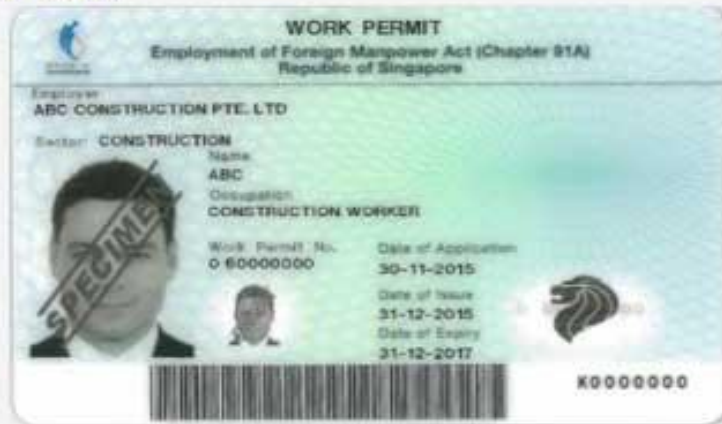 WORK PERMIT
Employment of Foreign Manpower Act (Chapter 91A)
Republic of Singapore
Employer
ABC CONSTRUCTION PTE. LTD
Sector: CONSTRUCTION
Name
ABC
Occupation
CONSTRUCTION WORKER
Work Permit No.
0 60000000
Date of Application
30-11-2015
Date of Issue
31-12-2015
Date of Expiry
31-12-2017
SPECIMEN
K0000000